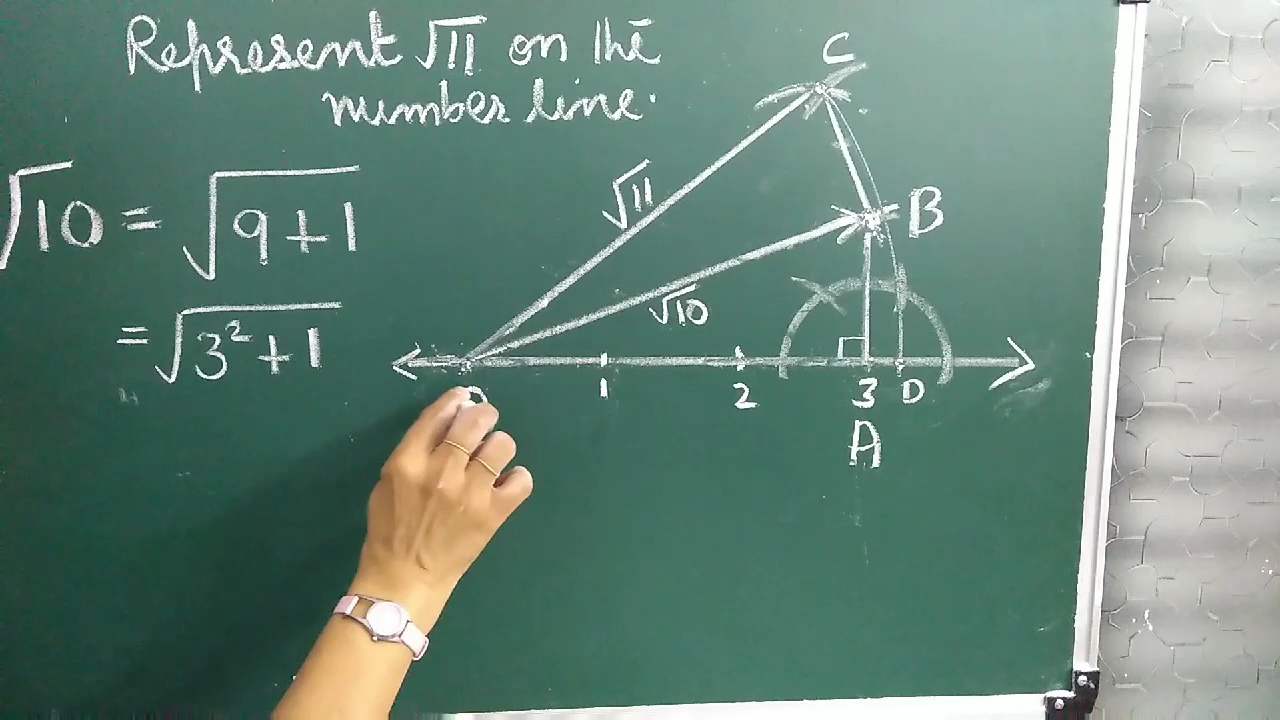 Represent √11 on the
number line.
√10 = √9+1
= √3²+1
C
√11
B
√10
1 2 3 D
A